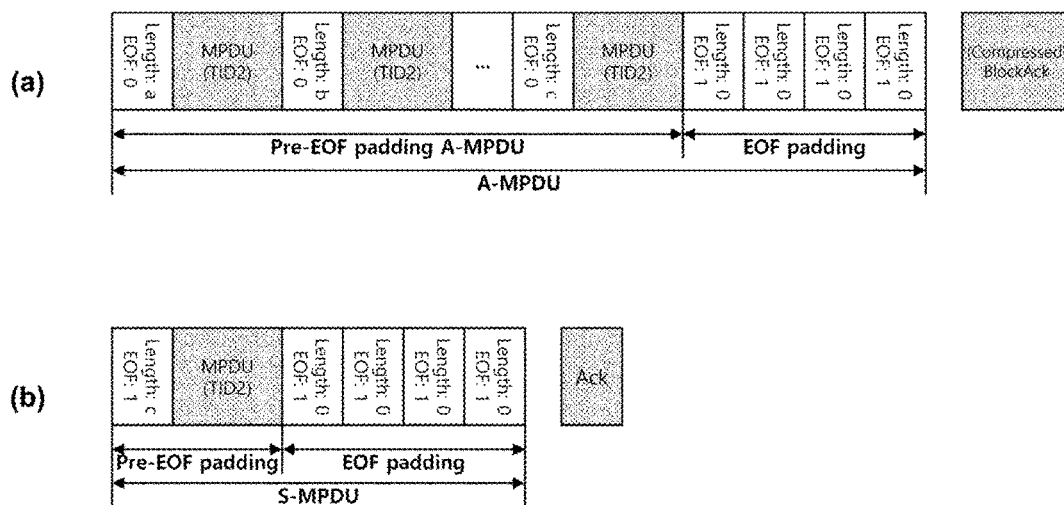 (a)
Length: a
EOF: 0
MPDU
(TID2)
Length: b
EOF: 0
MPDU
(TID2)
...
Length: c
EOF: 0
MPDU
(TID2)
Length: 0
EOF: 1
Length: 0
EOF: 1
Length: 0
EOF: 1
Length: 0
EOF: 1
(Compressed)
BlockAck
Pre-EOF padding A-MPDU
EOF padding
A-MPDU
(b)
Length: c
EOF: 1
MPDU
(TID2)
Length: 0
EOF: 1
Length: 0
EOF: 1
Length: 0
EOF: 1
Length: 0
EOF: 1
Ack
Pre-EOF padding
EOF padding
S-MPDU